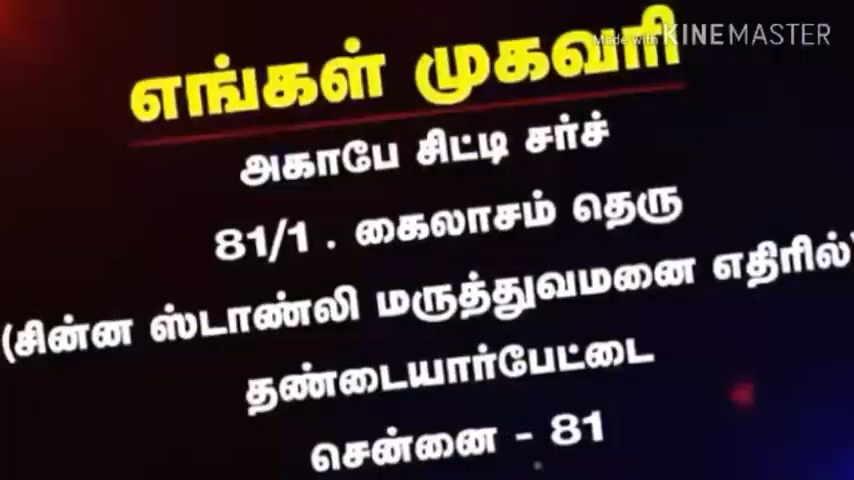 Made with KINEMASTER
எங்கள் முகவரி
அகாபே சிட்டி சர்ச்
81/1 . கைலாசம் தெரு
(சின்ன ஸ்டாண்லி மருத்துவமனை எதிரில்)
தண்டையார்பேட்டை
சென்னை - 81